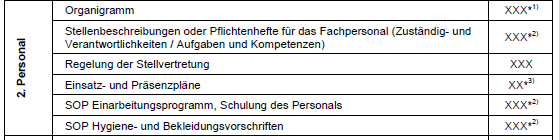 2. Personal
Organigramm XXX*1)
Stellenbeschreibungen oder Pflichtenhefte für das Fachpersonal (Zuständig- und
Verantwortlichkeiten / Aufgaben und Kompetenzen) XXX*2)
Regelung der Stellvertretung XXX
Einsatz- und Präsenzpläne XX*3)
SOP Einarbeitungsprogramm, Schulung des Personals XXX*2)
SOP Hygiene- und Bekleidungsvorschriften XXX*2)